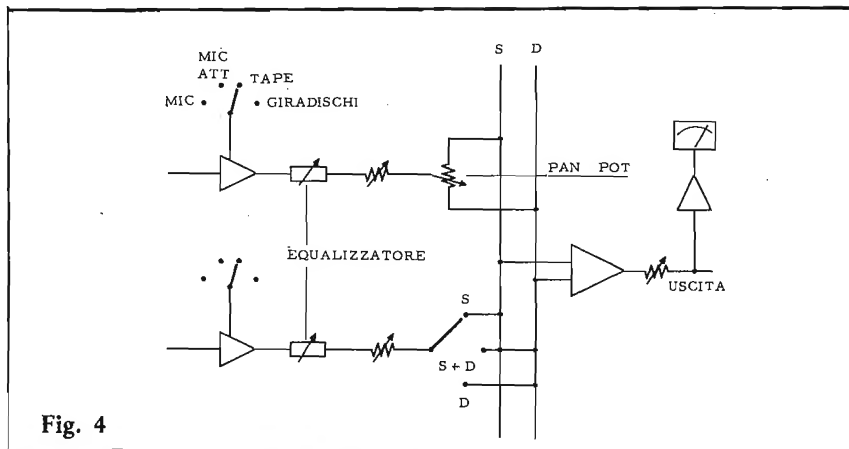 S D
MIC
ATT TAPE
MIC GIRADISCHI
PAN POT
EQUALIZZATORE
USCITA
S
S + D
D
Fig. 4